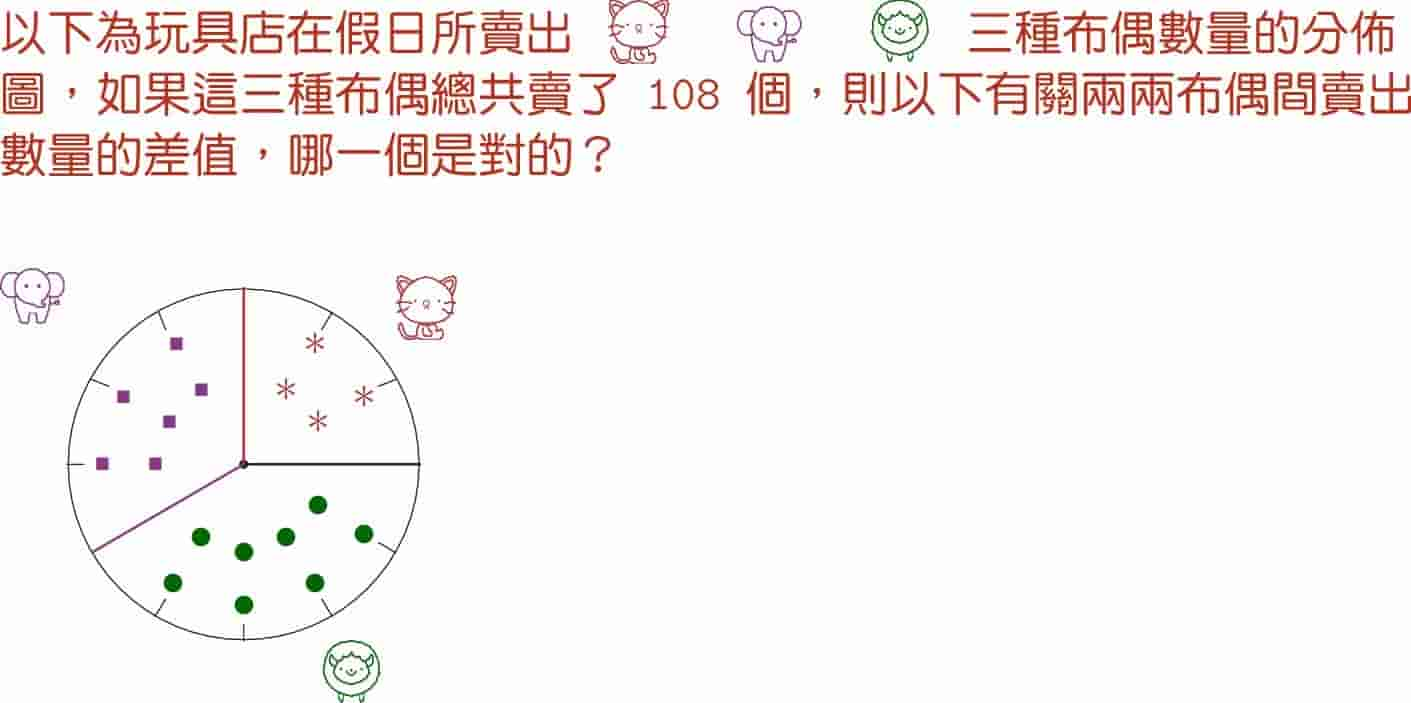 以下為玩具店在假日所賣出 三種布偶數量的分佈
圖，如果這三種布偶總共賣了 108 個，則以下有關兩兩布偶間賣出
數量的差值，哪一個是對的？